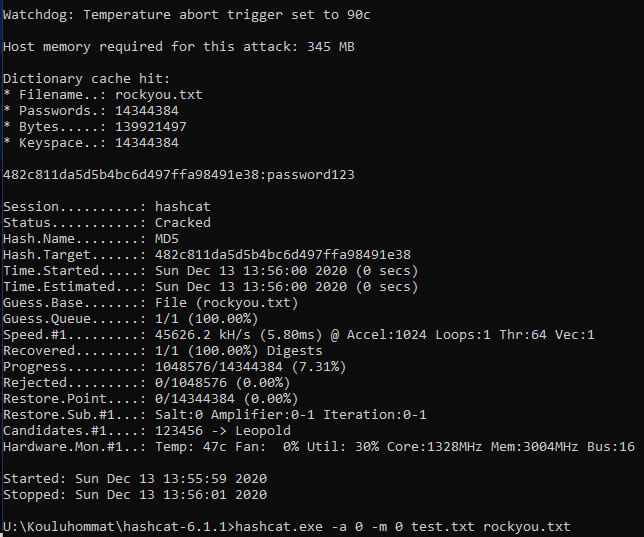 Watchdog: Temperature abort trigger set to 90c
Host memory required for this attack: 345 MB
Dictionary cache hit:
* Filename..: rockyou.txt
* Passwords.: 14344384
* Bytes.....: 139921497
* Keyspace..: 14344384
482c811da5d5b4bc6d497ffa98491e38:password123
Session..........: hashcat
Status...........: Cracked
Hash.Name........: MD5
Hash.Target......: 482c811da5d5b4bc6d497ffa98491e38
Time.Started.....: Sun Dec 13 13:56:00 2020 (0 secs)
Time.Estimated...: Sun Dec 13 13:56:00 2020 (0 secs)
Guess.Base.......: File (rockyou.txt)
Guess.Queue......: 1/1 (100.00%)
Speed.#1.........: 45626.2 kH/s (5.80ms) @ Accel:1024 Loops:1 Thr:64 Vec:1
Recovered........: 1/1 (100.00%) Digests
Progress.........: 1048576/14344384 (7.31%)
Rejected.........: 0/1048576 (0.00%)
Restore.Point....: 0/14344384 (0.00%)
Restore.Sub.#1...: Salt:0 Amplifier:0-1 Iteration:0-1
Candidates.#1....: 123456 -> Leopold
Hardware.Mon.#1..: Temp: 47c Fan:  0% Util: 30% Core:1328MHz Mem:3004MHz Bus:16
Started: Sun Dec 13 13:55:59 2020
Stopped: Sun Dec 13 13:56:01 2020
U:\Kouluhommat\hashcat-6.1.1>hashcat.exe -a 0 -m 0 test.txt rockyou.txt